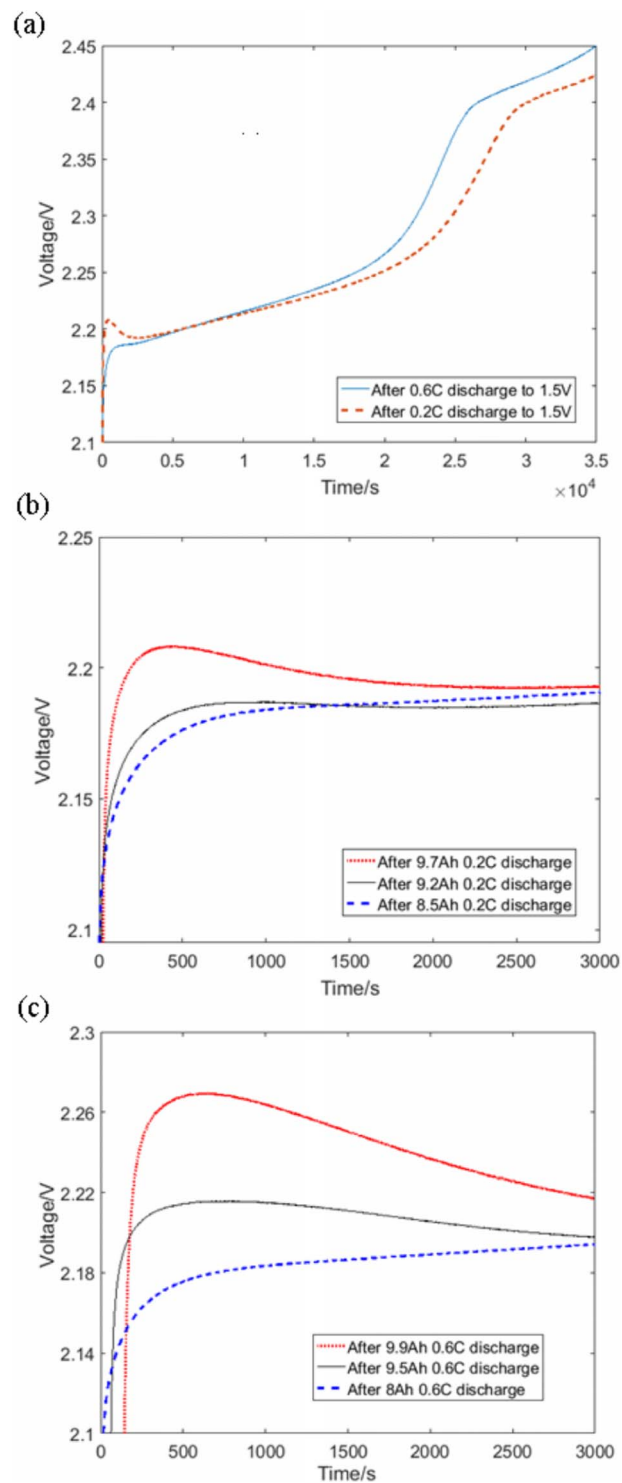 (a)
2.45
2.4
2.35
2.3
2.25
2.2
2.15
2.1
Voltage/V
After 0.6C discharge to 1.5V
After 0.2C discharge to 1.5V
0 0.5 1 1.5 2 2.5 3 3.5
Time/s
×10⁴
(b)
2.25
2.2
2.15
2.1
Voltage/V
After 9.7Ah 0.2C discharge
After 9.2Ah 0.2C discharge
After 8.5Ah 0.2C discharge
0 500 1000 1500 2000 2500 3000
Time/s
(c)
2.3
2.26
2.22
2.18
2.14
2.1
Voltage/V
After 9.9Ah 0.6C discharge
After 9.5Ah 0.6C discharge
After 8Ah 0.6C discharge
0 500 1000 1500 2000 2500 3000
Time/s